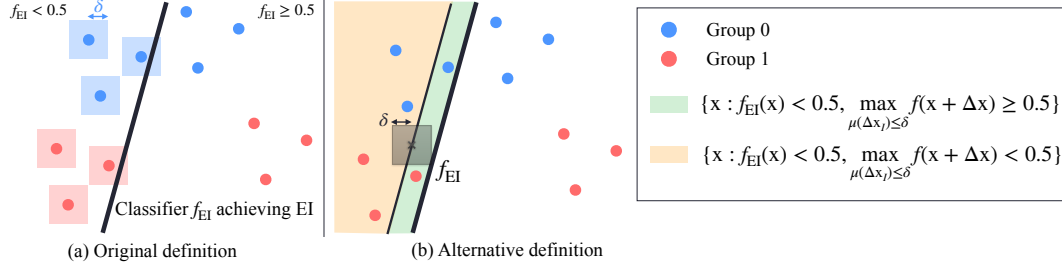 f_EI < 0.5
δ
f_EI ≥ 0.5
Classifier f_EI achieving EI
(a) Original definition
δ
f_EI
(b) Alternative definition
Group 0
Group 1
{x : f_EI(x) < 0.5, max_{μ(Δx_I)≤δ} f(x + Δx) ≥ 0.5}
{x : f_EI(x) < 0.5, max_{μ(Δx_I)≤δ} f(x + Δx) < 0.5}